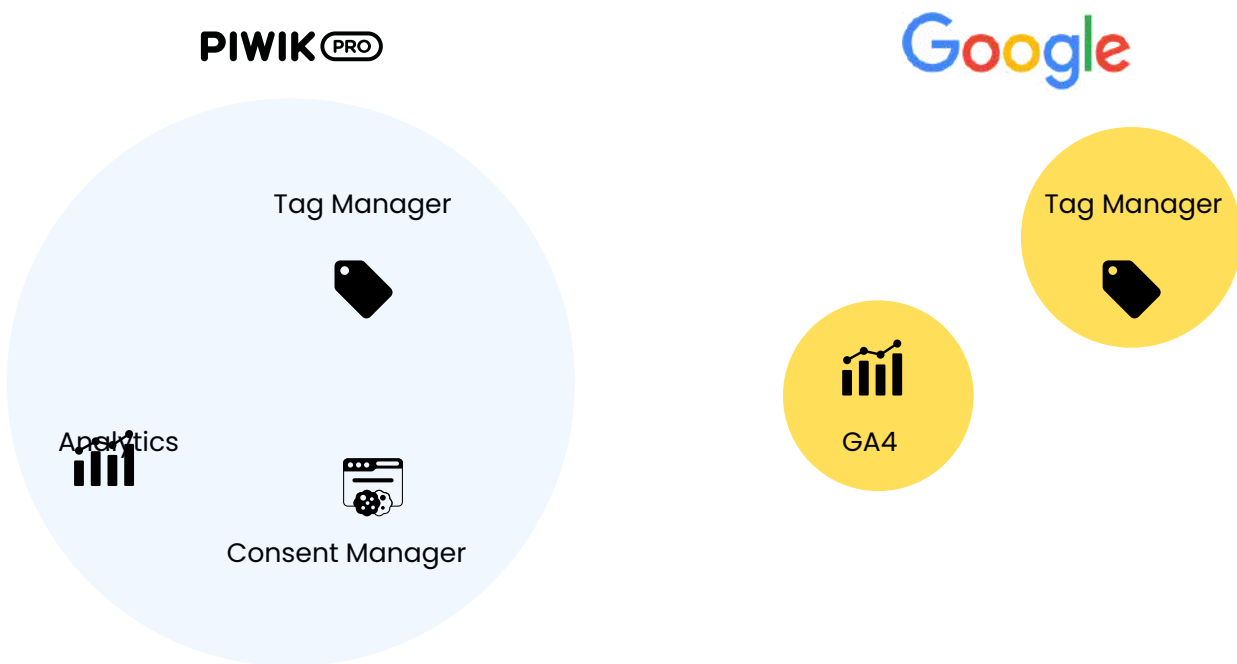 PIWIK PRO
Google
Tag Manager
Tag Manager
Analytics
GA4
Consent Manager